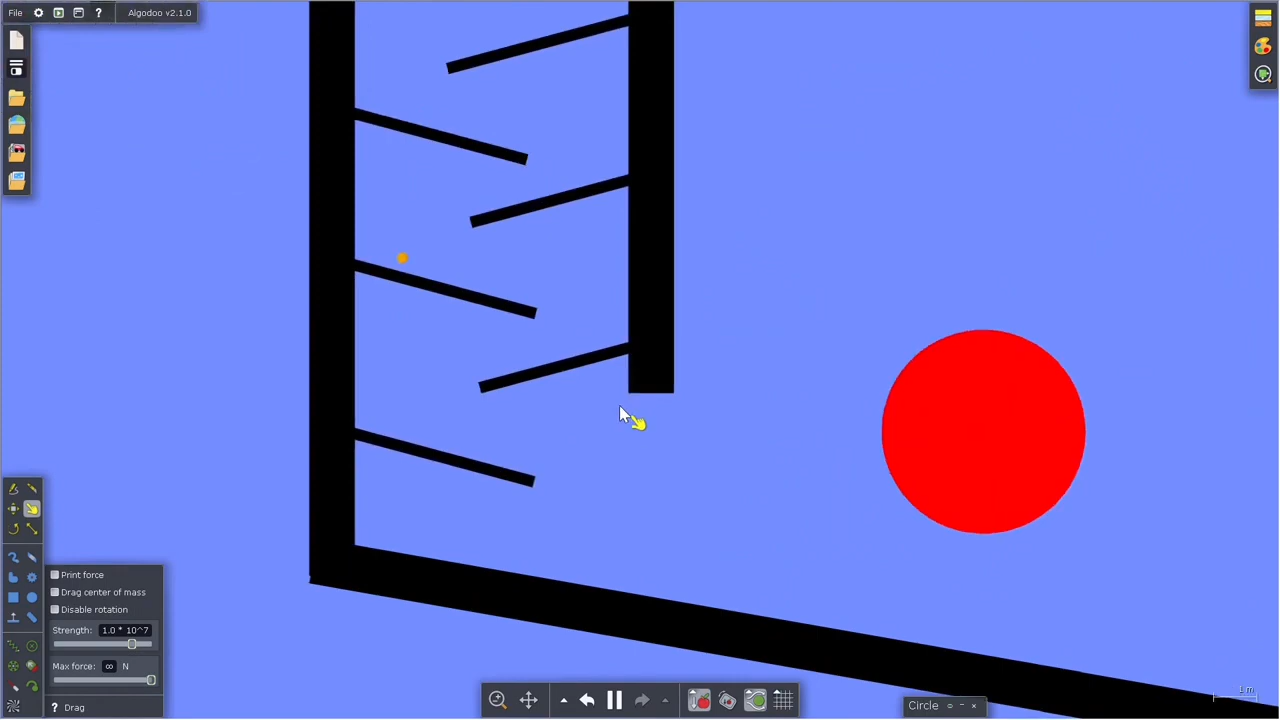 File ? Algodoo v2.1.0
Print force
Drag center of mass
Disable rotation
Strength: 1.0 * 10^7
Max force: ∞ N
? Drag
Circle
1 m